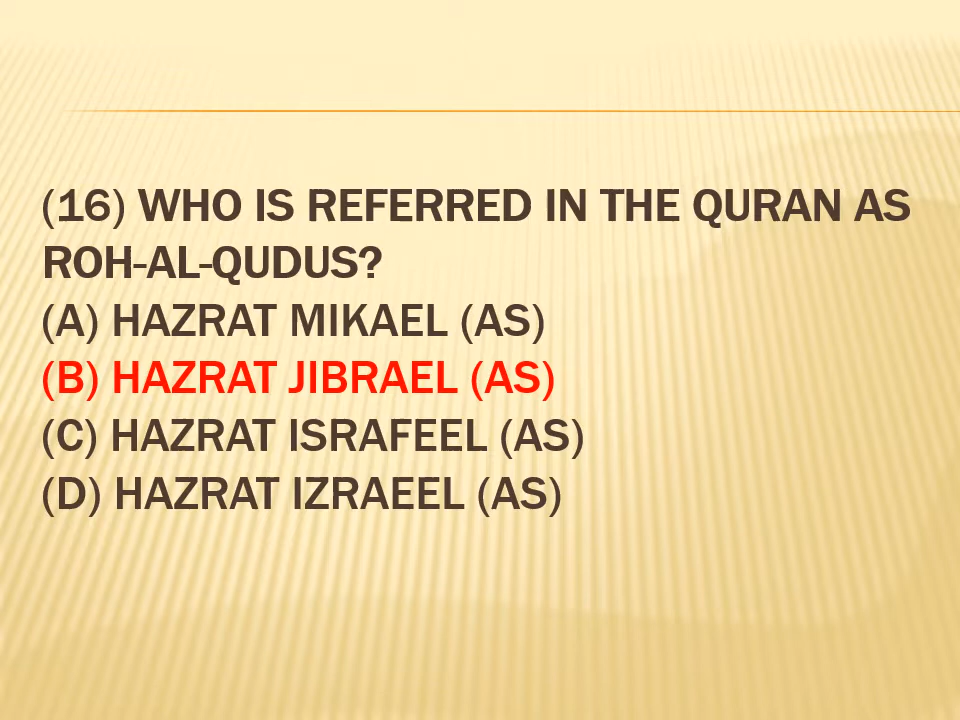 (16) WHO IS REFERRED IN THE QURAN AS
ROH-AL-QUDUS?
(A) HAZRAT MIKAEL (AS)
(B) HAZRAT JIBRAEL (AS)
(C) HAZRAT ISRAFEEL (AS)
(D) HAZRAT IZRAEEL (AS)